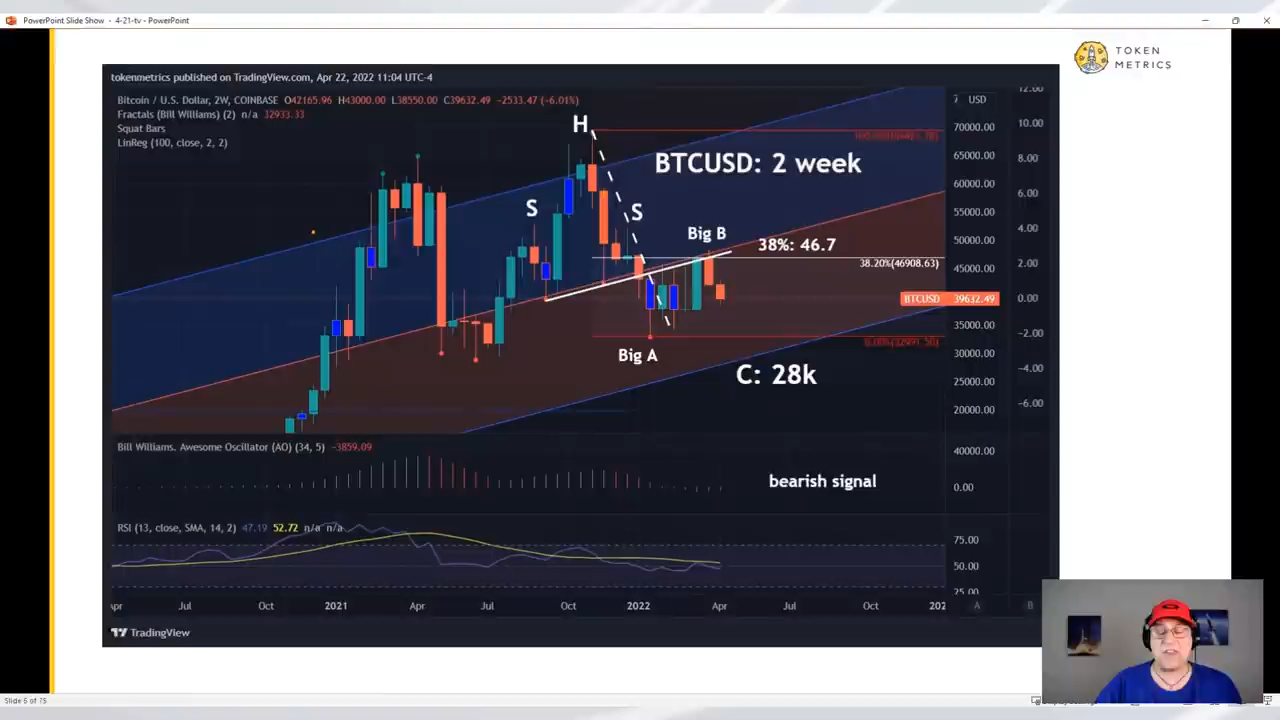 PowerPoint Slide Show - 4-21-tv - PowerPoint
TOKEN
METRICS
tokenmetrics published on TradingView.com, Apr 22, 2022 11:04 UTC-4
Bitcoin / U.S. Dollar, 2W, COINBASE O42165.96 H43000.00 L38550.00 C39632.49 -2533.47 (-6.01%)
Fractals (Bill Williams) (2) n/a 32933.33
Squat Bars
LinReg (100, close, 2, 2)
H
BTCUSD: 2 week
S
S
Big B
38%: 46.7
38.20%(46908.63)
Big A
C: 28k
USD
70000.00
65000.00
60000.00
55000.00
50000.00
45000.00
BTCUSD 39632.49
35000.00
30000.00
25000.00
20000.00
12.00
10.00
8.00
6.00
4.00
2.00
0.00
-2.00
-4.00
-6.00
Bill Williams. Awesome Oscillator (AO) (34, 5) -3859.09
bearish signal
40000.00
0.00
RSI (13, close, SMA, 14, 2) 47.19 52.72 n/a n/a
75.00
50.00
25.00
Apr Jul Oct 2021 Apr Jul Oct 2022 Apr Jul Oct 202 A B
TradingView
Slide 6 of 75